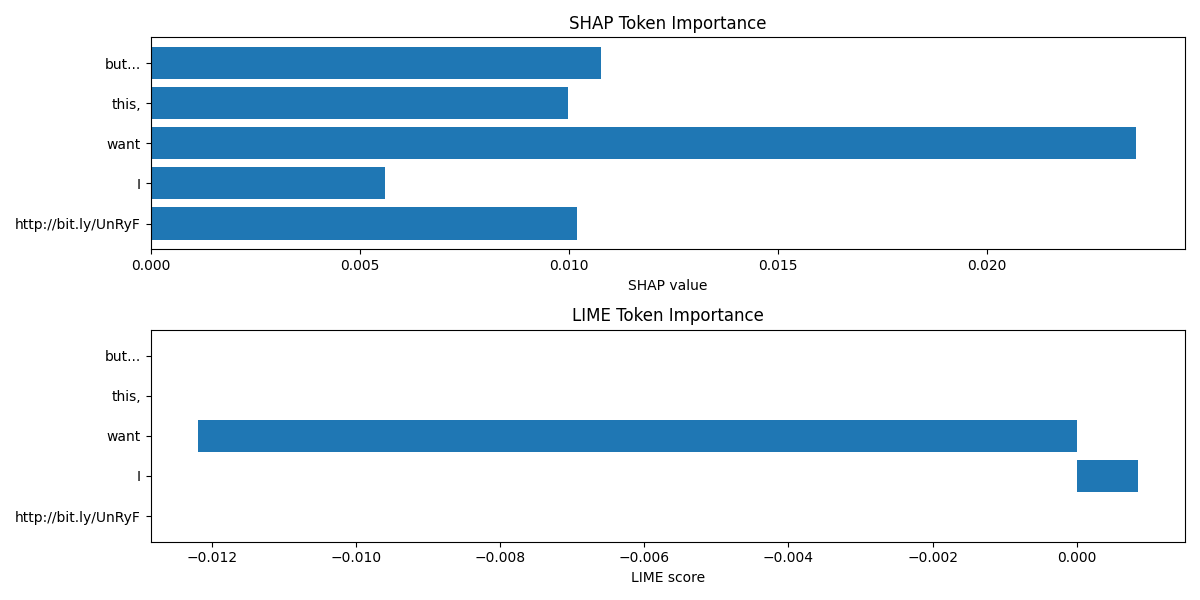 SHAP Token Importance
but...
this,
want
I
http://bit.ly/UnRyF
0.000 0.005 0.010 0.015 0.020
SHAP value
LIME Token Importance
but...
this,
want
I
http://bit.ly/UnRyF
−0.012 −0.010 −0.008 −0.006 −0.004 −0.002 0.000
LIME score